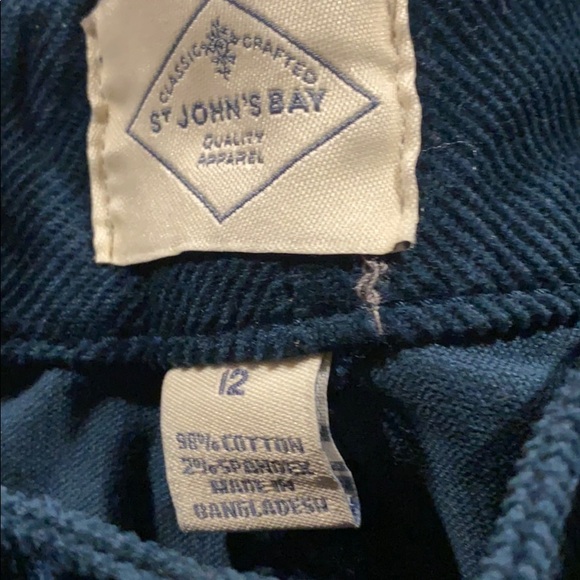 CLASSIC CRAFTED
ST JOHN'S BAY
QUALITY
APPAREL
12
98% COTTON
2% SPANDEX
MADE IN
BANGLADESH